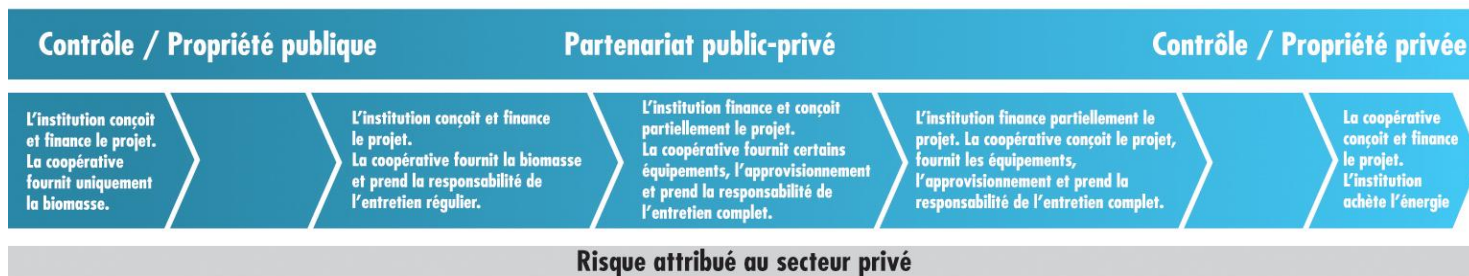 Contrôle / Propriété publique
Partenariat public-privé
Contrôle / Propriété privée
L'institution conçoit
et finance le projet.
La coopérative
fournit uniquement
la biomasse.
L'institution conçoit et finance
le projet.
La coopérative fournit la biomasse
et prend la responsabilité de
l'entretien régulier.
L'institution finance et conçoit
partiellement le projet.
La coopérative fournit certains
équipements, l'approvisionnement
et prend la responsabilité de
l'entretien complet.
L'institution finance partiellement le
projet. La coopérative conçoit le projet,
fournit les équipements,
l'approvisionnement et prend la
responsabilité de l'entretien complet.
La coopérative
conçoit et finance
le projet.
L'institution
achète l'énergie
Risque attribué au secteur privé